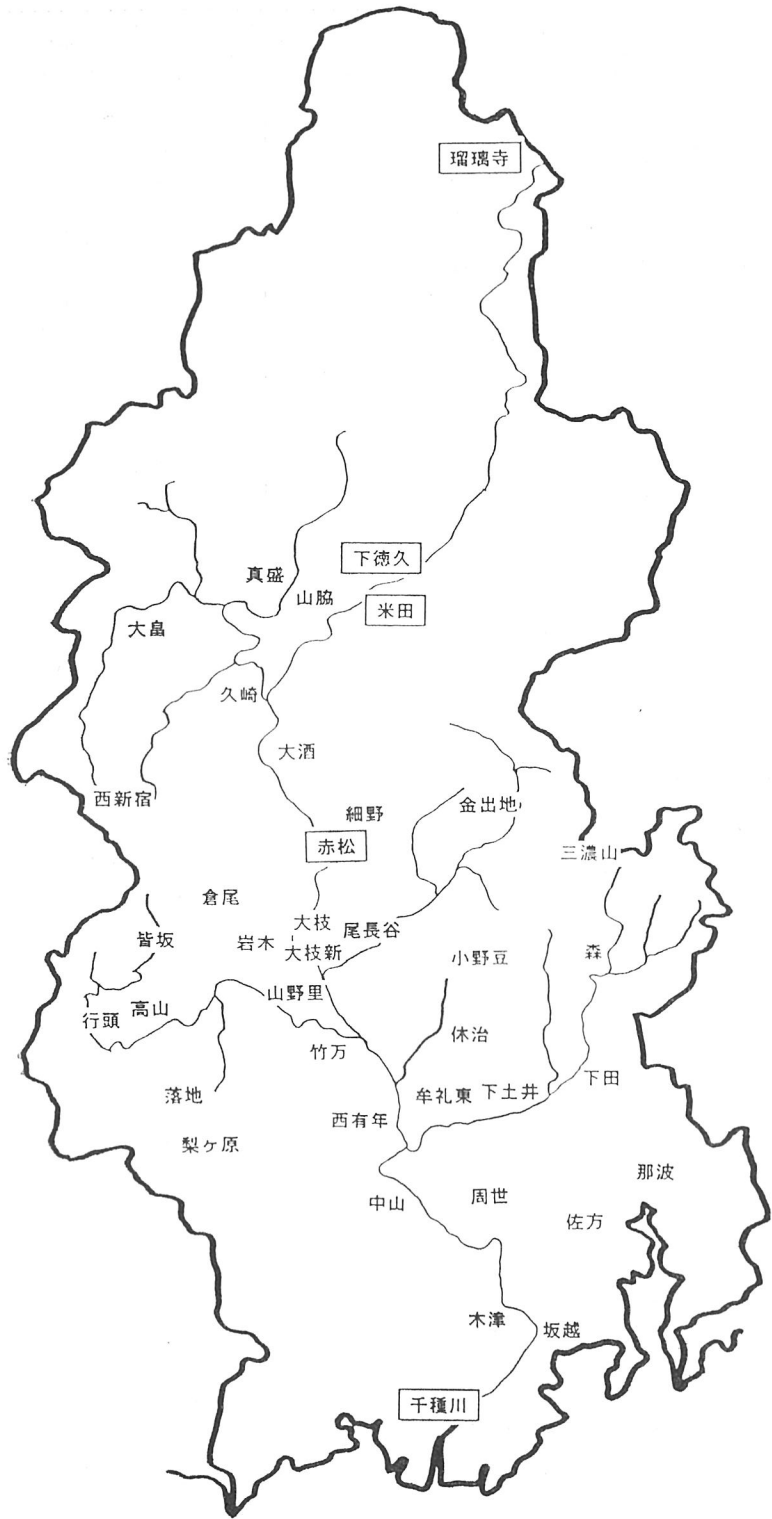 瑠璃寺
下徳久
真盛
山脇
米田
大畠
久崎
大酒
西新宿
細野
金出地
赤松
三濃山
倉尾
大枝
尾長谷
皆坂
岩木
大枝新
森
小野豆
山野里
高山
行頭
休治
竹万
下田
落地
牟礼東
下土井
西有年
梨ヶ原
那波
周世
中山
佐方
木津
坂越
千種川